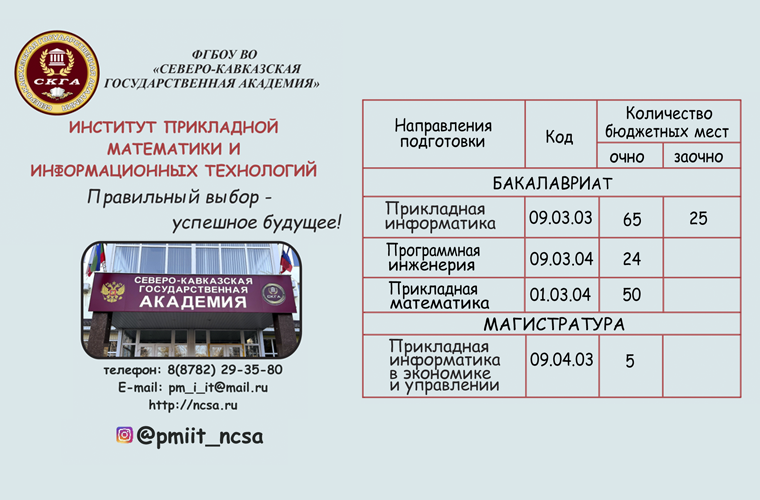 СКГА
ФГБОУ ВО
«СЕВЕРО-КАВКАЗСКАЯ
ГОСУДАРСТВЕННАЯ АКАДЕМИЯ»
ИНСТИТУТ ПРИКЛАДНОЙ
МАТЕМАТИКИ И
ИНФОРМАЦИОННЫХ ТЕХНОЛОГИЙ
Правильный выбор -
успешное будущее!
СЕВЕРО-КАВКАЗСКАЯ
ГОСУДАРСТВЕННАЯ
АКАДЕМИЯ
телефон: 8(8782) 29-35-80
E-mail: pm_i_it@mail.ru
http://ncsa.ru
@pmiit_ncsa
Направления
подготовки
Код
Количество
бюджетных мест
очно заочно
БАКАЛАВРИАТ
Прикладная
информатика
09.03.03 65 25
Программная
инженерия
09.03.04 24
Прикладная
математика
01.03.04 50
МАГИСТРАТУРА
Прикладная
информатика
в экономике
и управлении
09.04.03 5